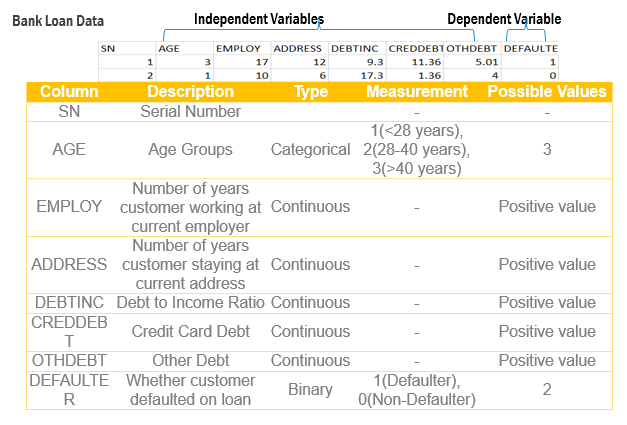 Bank Loan Data
Independent Variables
Dependent Variable
SN AGE EMPLOY ADDRESS DEBTINC CREDDEBT OTHDEBT DEFAULTE
1 3 17 12 9.3 11.36 5.01 1
2 1 10 6 17.3 1.36 4 0
Column Description Type Measurement Possible Values
SN Serial Number - -
AGE Age Groups Categorical 1(<28 years), 2(28-40 years), 3(>40 years) 3
EMPLOY Number of years customer working at current employer Continuous - Positive value
ADDRESS Number of years customer staying at current address Continuous - Positive value
DEBTINC Debt to Income Ratio Continuous - Positive value
CREDDEBT Credit Card Debt Continuous - Positive value
OTHDEBT Other Debt Continuous - Positive value
DEFAULTER Whether customer defaulted on loan Binary 1(Defaulter), 0(Non-Defaulter) 2